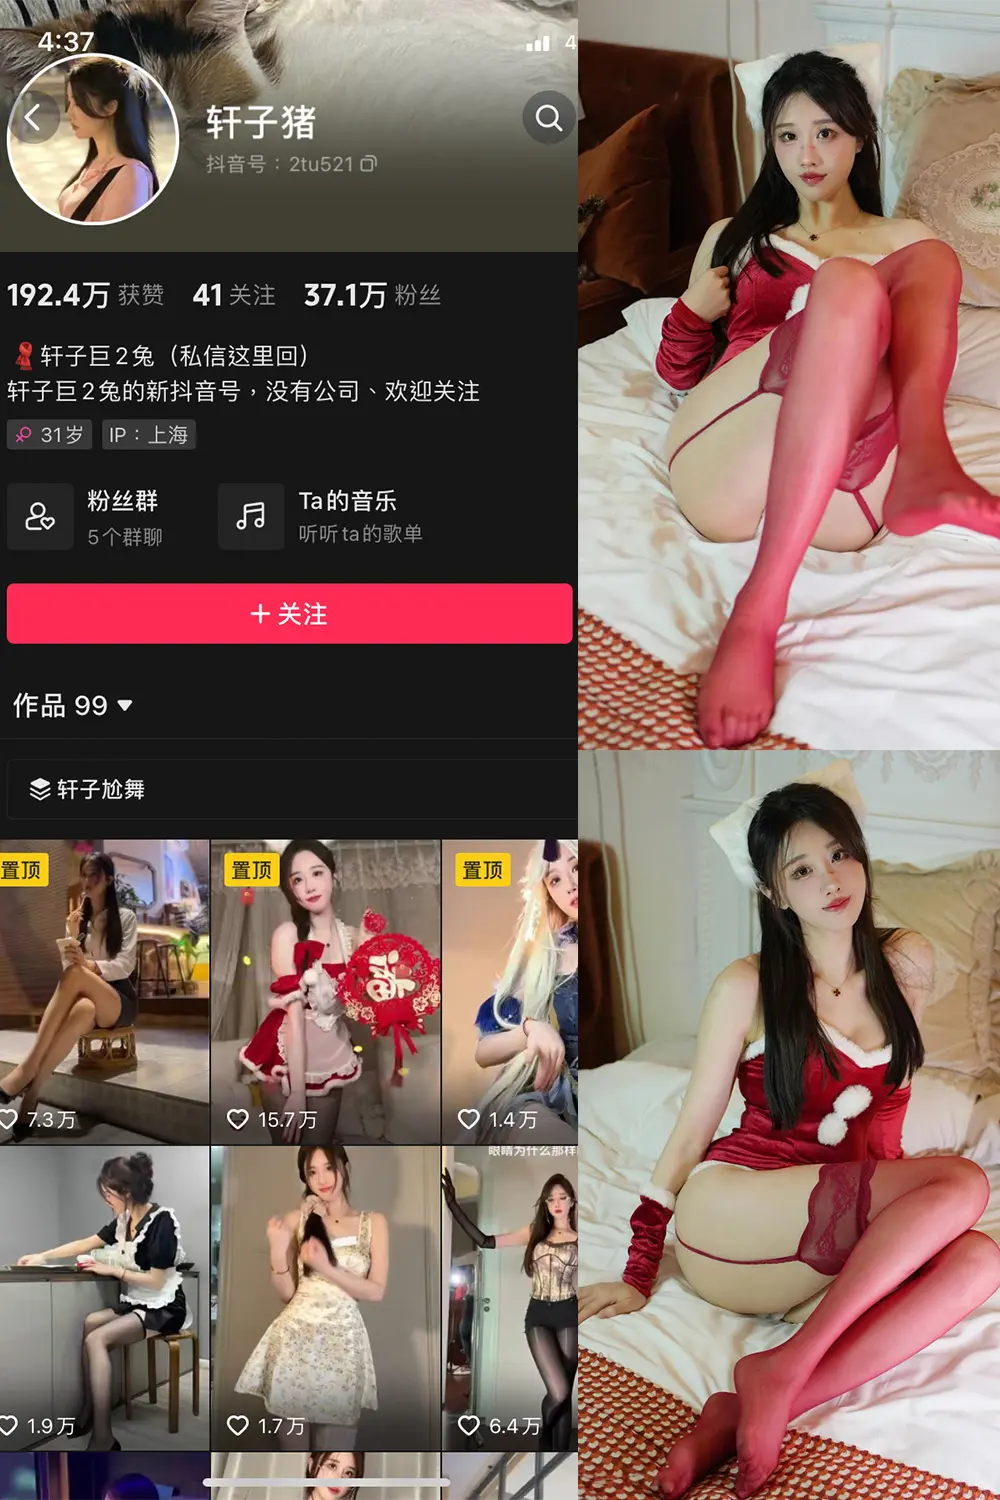 4:37
4
轩子猪
抖音号：2tu521
192.4万 获赞 41 关注 37.1万 粉丝
轩子巨2兔（私信这里回）
轩子巨2兔的新抖音号，没有公司、欢迎关注
31岁 IP：上海
粉丝群 Ta的音乐
5个群聊 听听ta的歌单
+ 关注
作品 99
轩子尬舞
置顶 置顶 置顶
7.3万 15.7万 1.4万
眼睛为什么那样
1.9万 1.7万 6.4万